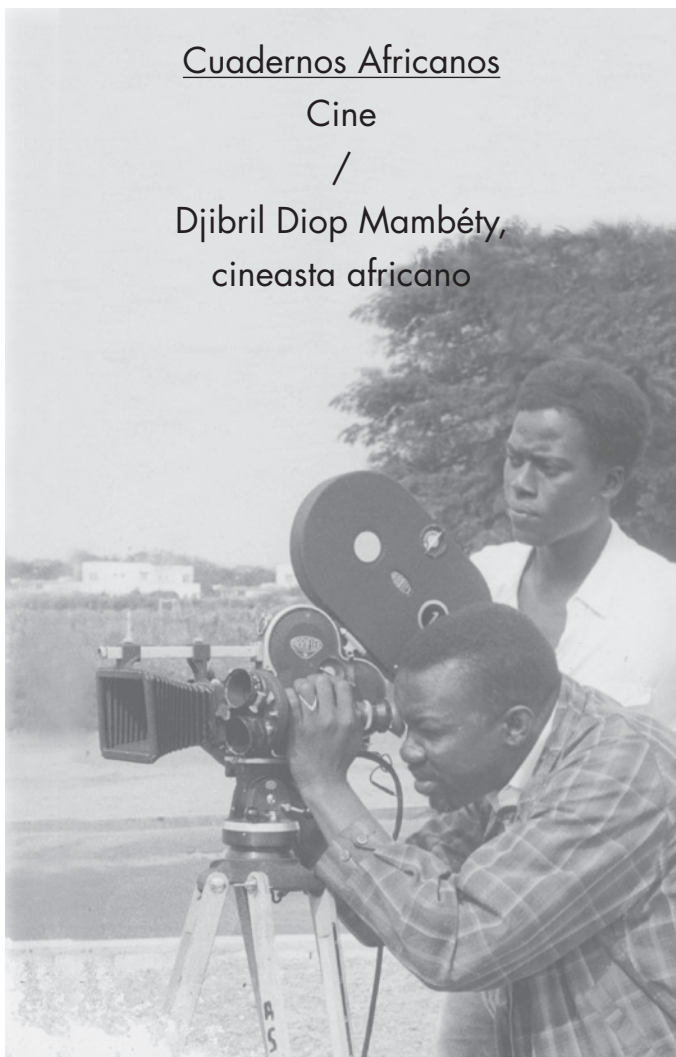 Cuadernos Africanos
Cine
/
Djibril Diop Mambéty,
cineasta africano
A
S